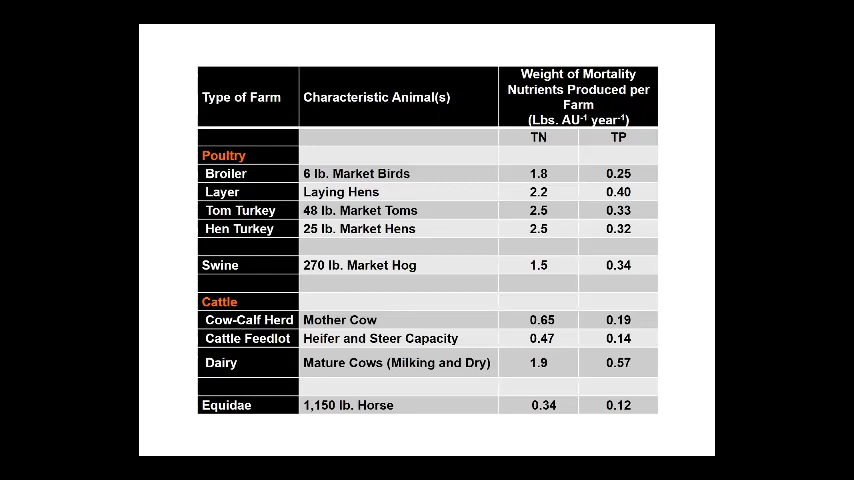 Type of Farm Characteristic Animal(s) Weight of Mortality
Nutrients Produced per
Farm
(Lbs. AU⁻¹ year⁻¹)
TN TP
Poultry
Broiler 6 lb. Market Birds 1.8 0.25
Layer Laying Hens 2.2 0.40
Tom Turkey 48 lb. Market Toms 2.5 0.33
Hen Turkey 25 lb. Market Hens 2.5 0.32
Swine 270 lb. Market Hog 1.5 0.34
Cattle
Cow-Calf Herd Mother Cow 0.65 0.19
Cattle Feedlot Heifer and Steer Capacity 0.47 0.14
Dairy Mature Cows (Milking and Dry) 1.9 0.57
Equidae 1,150 lb. Horse 0.34 0.12